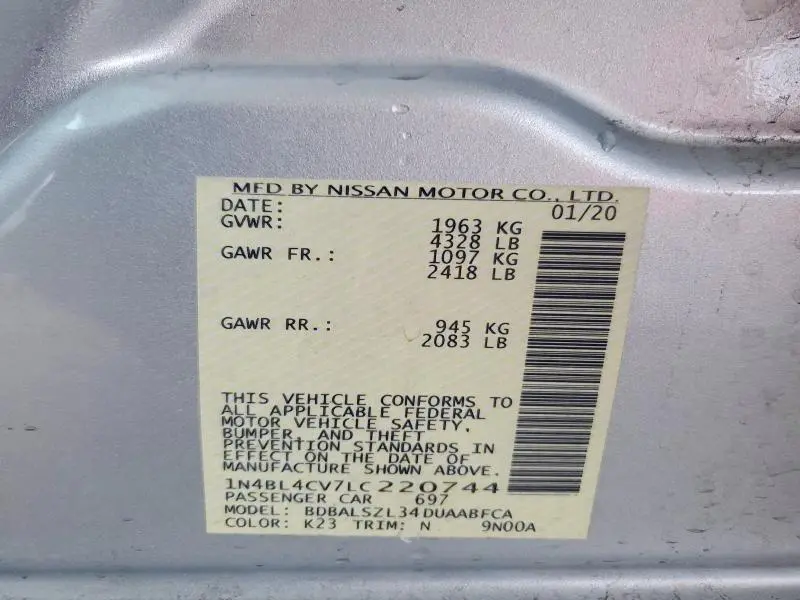 MFD BY NISSAN MOTOR CO., LTD.
DATE: 01/20
GVWR: 1963 KG
4328 LB
GAWR FR.: 1097 KG
2418 LB
GAWR RR.: 945 KG
2083 LB
THIS VEHICLE CONFORMS TO
ALL APPLICABLE FEDERAL
MOTOR VEHICLE SAFETY,
BUMPER, AND THEFT
PREVENTION STANDARDS IN
EFFECT ON THE DATE OF
MANUFACTURE SHOWN ABOVE.
1N4BL4CV7LC220744
PASSENGER CAR 697
MODEL: BDBALSZL34DUAABFCA
COLOR: K23 TRIM: N 9N00A